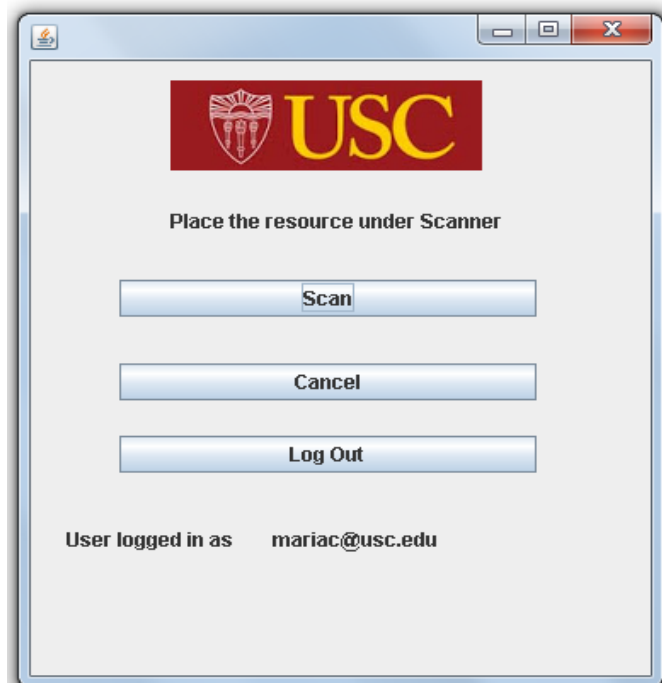 USC
Place the resource under Scanner
Scan
Cancel
Log Out
User logged in as mariac@usc.edu